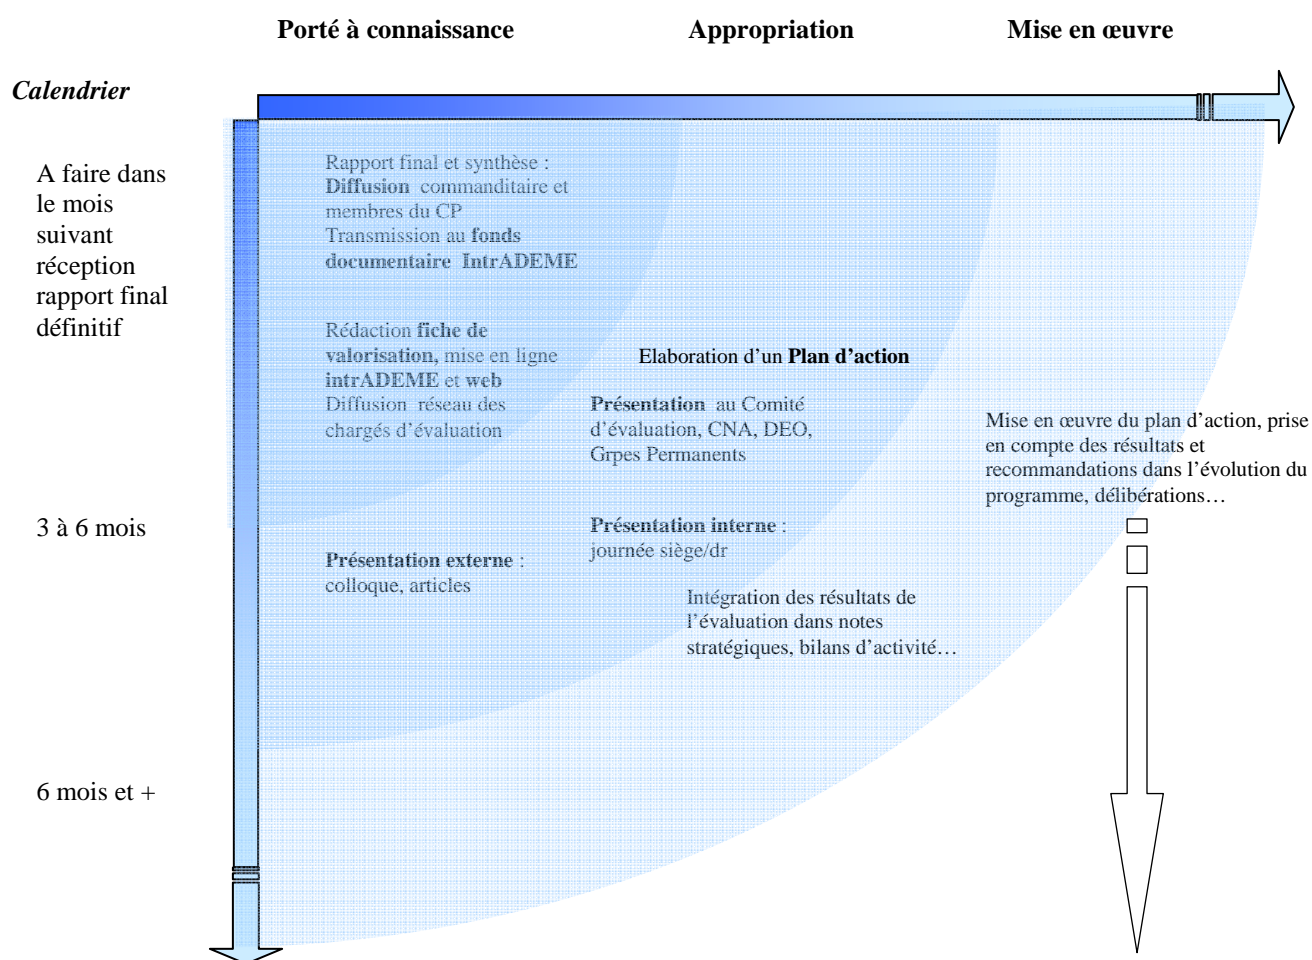 Porté à connaissance
Appropriation
Mise en œuvre
Calendrier
A faire dans
le mois
suivant
réception
rapport final
définitif
Rapport final et synthèse :
Diffusion commanditaire et
membres du CP
Transmission au fonds
documentaire IntrADEME
Rédaction fiche de
valorisation, mise en ligne
intrADEME et web
Diffusion réseau des
chargés d’évaluation
Elaboration d’un Plan d’action
Présentation au Comité
d’évaluation, CNA, DEO,
Grpes Permanents
Mise en œuvre du plan d’action, prise
en compte des résultats et
recommandations dans l’évolution du
programme, délibérations…
3 à 6 mois
Présentation externe :
colloque, articles
Présentation interne :
journée siège/dr
Intégration des résultats de
l’évaluation dans notes
stratégiques, bilans d’activité…
6 mois et +